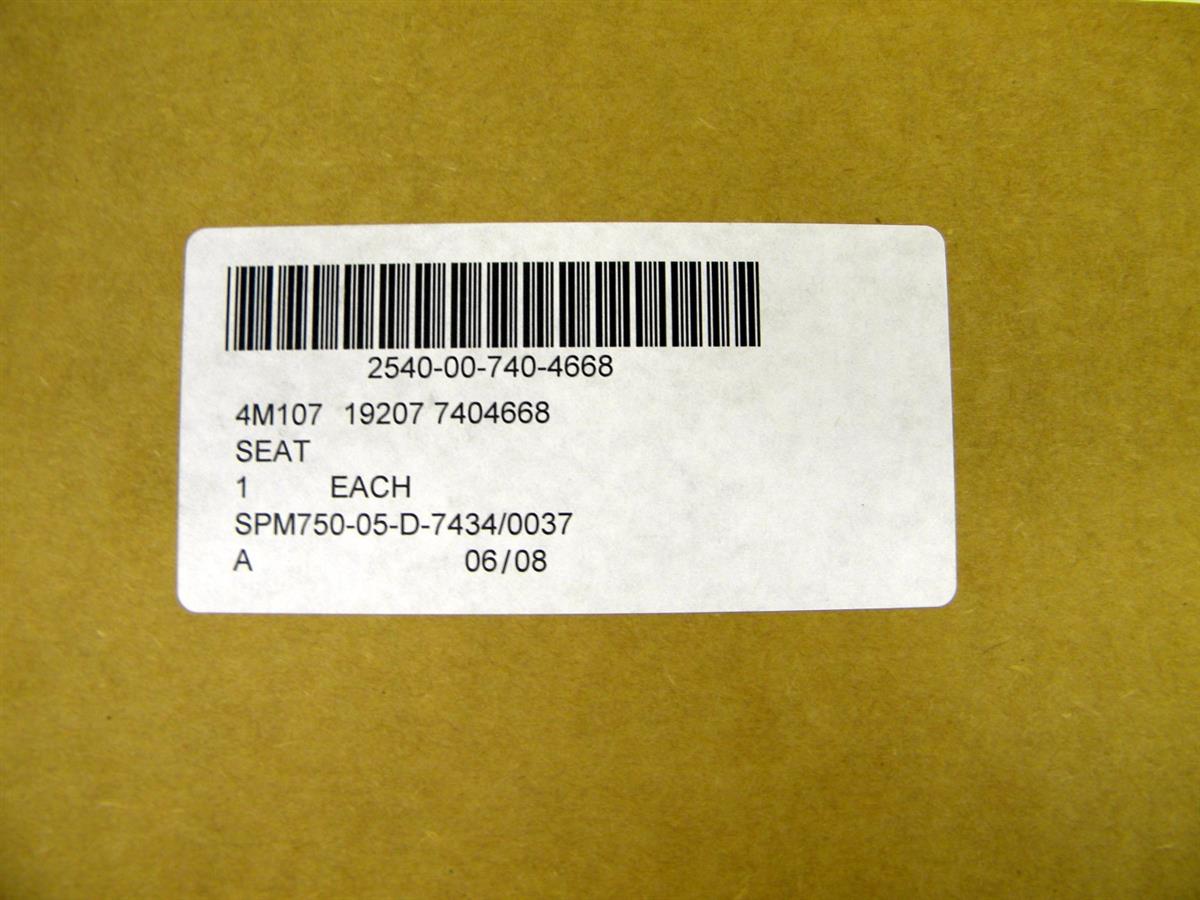 2540-00-740-4668
4M107 19207 7404668
SEAT
1 EACH
SPM750-05-D-7434/0037
A 06/08